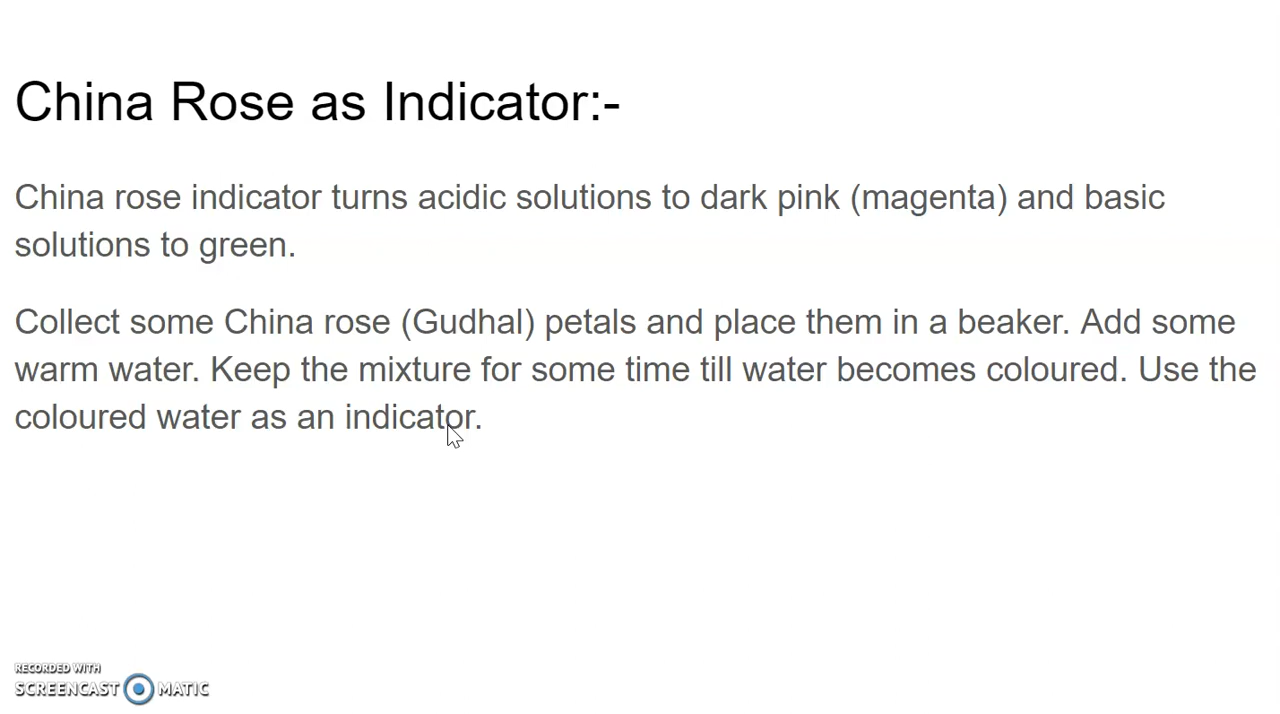 China Rose as Indicator:-
China rose indicator turns acidic solutions to dark pink (magenta) and basic
solutions to green.
Collect some China rose (Gudhal) petals and place them in a beaker. Add some
warm water. Keep the mixture for some time till water becomes coloured. Use the
coloured water as an indicator.
RECORDED WITH
SCREENCAST MATIC